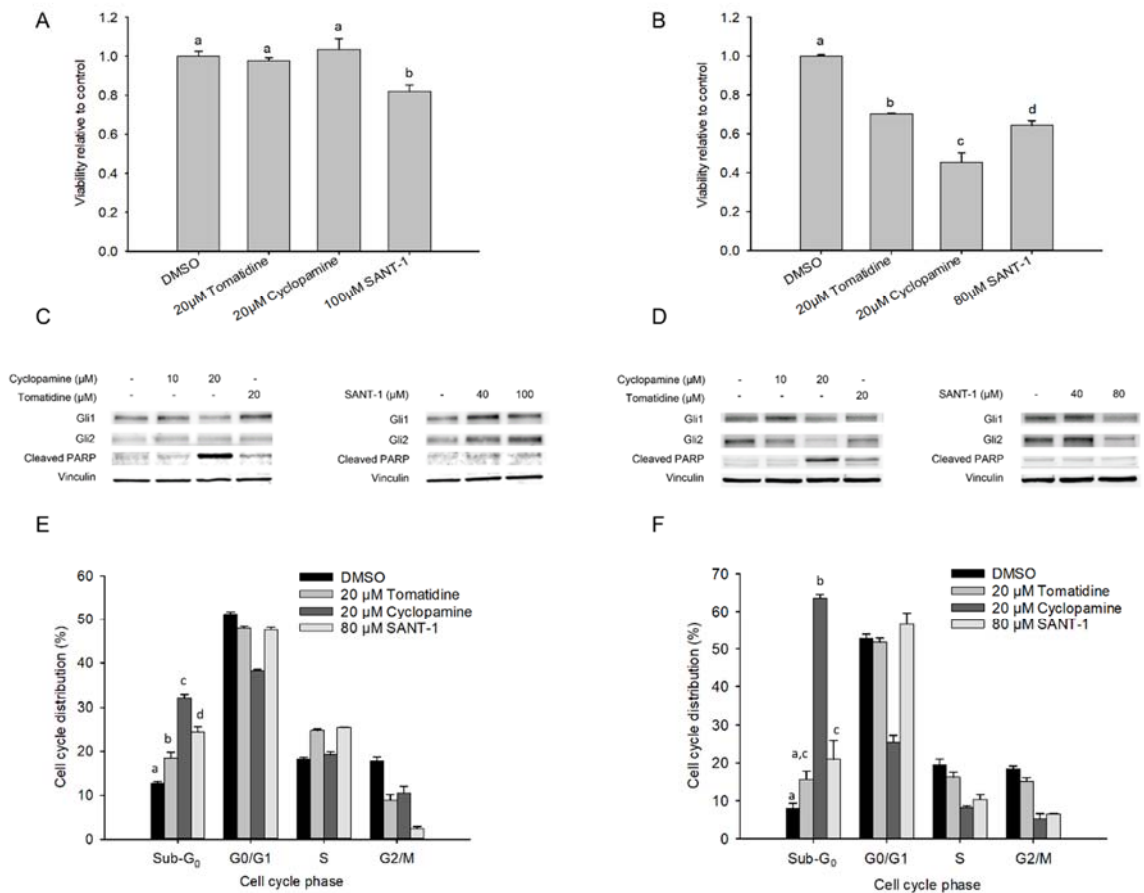 A
Viability relative to control
1.2
1.0
0.8
0.6
0.4
0.2
0.0
a
a
a
b
DMSO
20μM Tomatidine
20μM Cyclopamine
100μM SANT-1
B
Viability relative to control
1.2
1.0
0.8
0.6
0.4
0.2
0.0
a
b
c
d
DMSO
20μM Tomatidine
20μM Cyclopamine
80μM SANT-1
C
Cyclopamine (μM) - 10 20 -
Tomatidine (μM) - - - 20
Gli1
Gli2
Cleaved PARP
Vinculin
SANT-1 (μM) - 40 100
Gli1
Gli2
Cleaved PARP
Vinculin
D
Cyclopamine (μM) - 10 20 -
Tomatidine (μM) - - - 20
Gli1
Gli2
Cleaved PARP
Vinculin
SANT-1 (μM) - 40 80
Gli1
Gli2
Cleaved PARP
Vinculin
E
Cell cycle distribution (%)
60
50
40
30
20
10
0
DMSO
20 μM Tomatidine
20 μM Cyclopamine
80 μM SANT-1
a
b
c
d
Sub-G₀ G0/G1 S G2/M
Cell cycle phase
F
Cell cycle distribution (%)
70
60
50
40
30
20
10
0
DMSO
20 μM Tomatidine
20 μM Cyclopamine
80 μM SANT-1
a
a,c
b
c
Sub-G₀ G0/G1 S G2/M
Cell cycle phase